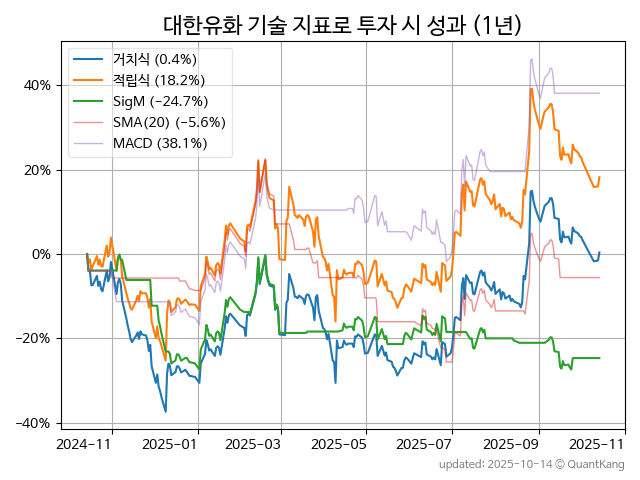 대한유화 기술 지표로 투자 시 성과 (1년)
거치식 (0.4%)
적립식 (18.2%)
SigM (−24.7%)
SMA(20) (−5.6%)
MACD (38.1%)
40%
20%
0%
−20%
−40%
2024-11
2025-01
2025-03
2025-05
2025-07
2025-09
2025-11
updated: 2025-10-14 © QuantKang